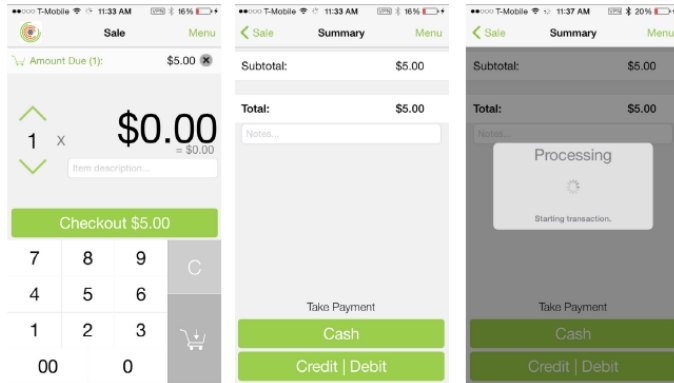 T-Mobile 11:33 AM VPN 16%
Sale Menu
Amount Due (1): $5.00
1 x $0.00
= $0.00
Item description...
Checkout $5.00
7 8 9 C
4 5 6
1 2 3
00 0
T-Mobile 11:33 AM VPN 16%
Sale Summary Menu
Subtotal: $5.00
Total: $5.00
Notes...
Take Payment
Cash
Credit | Debit
T-Mobile 11:37 AM VPN 20%
Sale Summary Menu
Subtotal: $5.00
Total: $5.00
Notes...
Processing
Starting transaction.
Take Payment
Cash
Credit | Debit